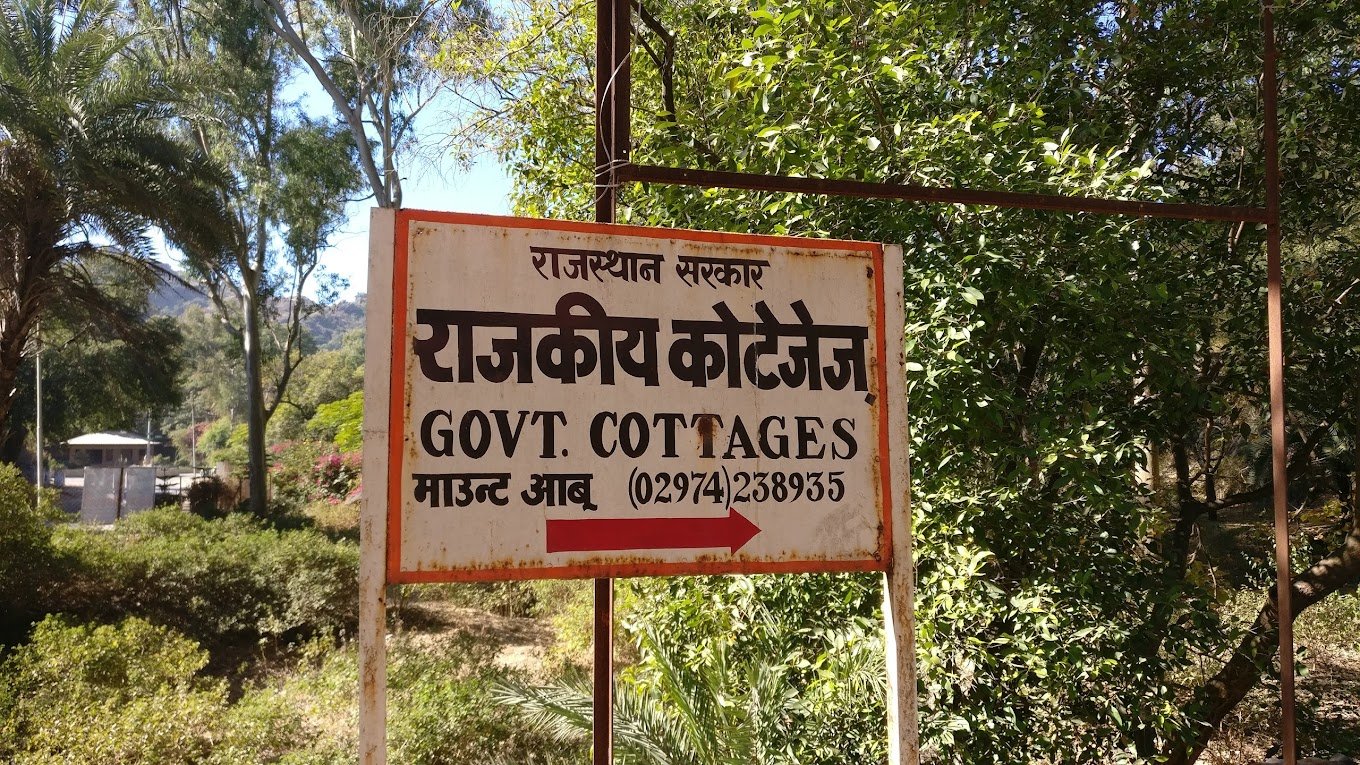 राजस्थान सरकार
राजकीय कोटेजेज
GOVT. COTTAGES
माउन्ट आबू (02974)238935